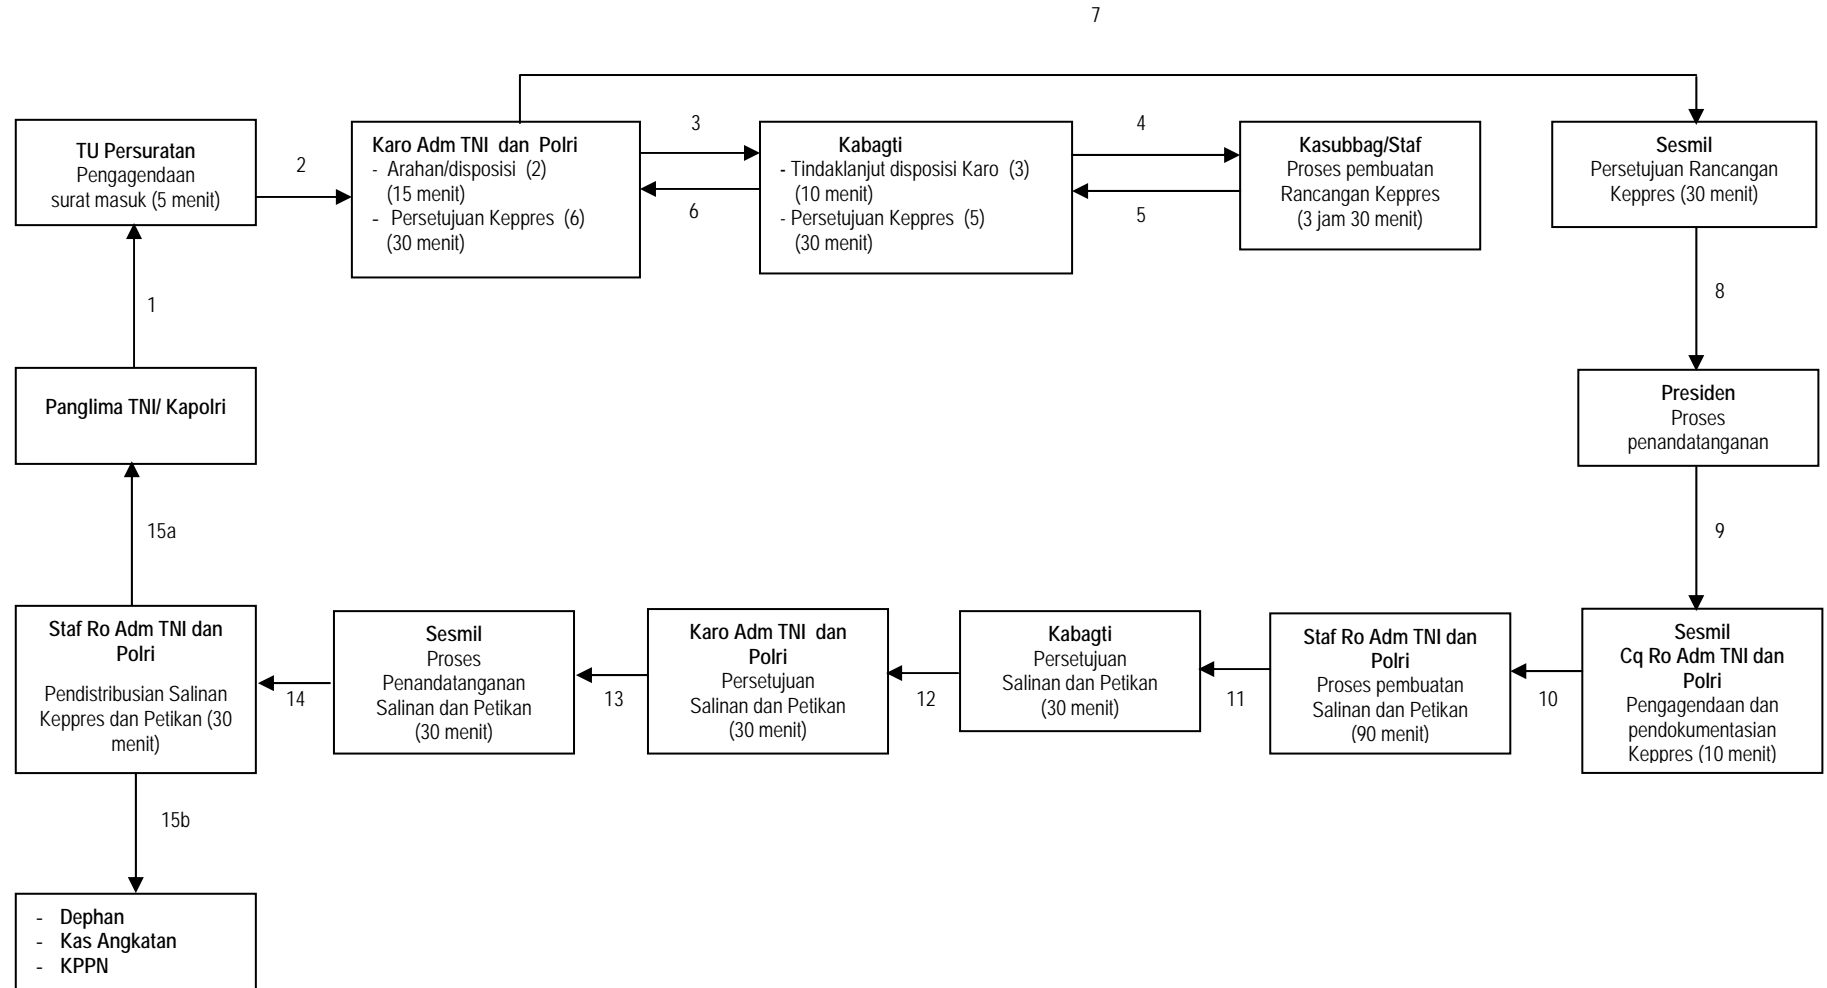 7
TU Persuratan
Pengagendaan
surat masuk (5 menit)
2
Karo Adm TNI dan Polri
- Arahan/disposisi (2)
(15 menit)
- Persetujuan Keppres (6)
(30 menit)
3
6
Kabagti
- Tindaklanjut disposisi Karo (3)
(10 menit)
- Persetujuan Keppres (5)
(30 menit)
4
5
Kasubbag/Staf
Proses pembuatan
Rancangan Keppres
(3 jam 30 menit)
Sesmil
Persetujuan Rancangan
Keppres (30 menit)
1
8
Panglima TNI/ Kapolri
Presiden
Proses
penandatanganan
15a
9
Staf Ro Adm TNI dan
Polri
Pendistribusian Salinan
Keppres dan Petikan (30
menit)
14
Sesmil
Proses
Penandatanganan
Salinan dan Petikan
(30 menit)
13
Karo Adm TNI dan
Polri
Persetujuan
Salinan dan Petikan
(30 menit)
12
Kabagti
Persetujuan
Salinan dan Petikan
(30 menit)
11
Staf Ro Adm TNI dan
Polri
Proses pembuatan
Salinan dan Petikan
(90 menit)
10
Sesmil
Cq Ro Adm TNI dan
Polri
Pengagendaan dan
pendokumentasian
Keppres (10 menit)
15b
- Dephan
- Kas Angkatan
- KPPN